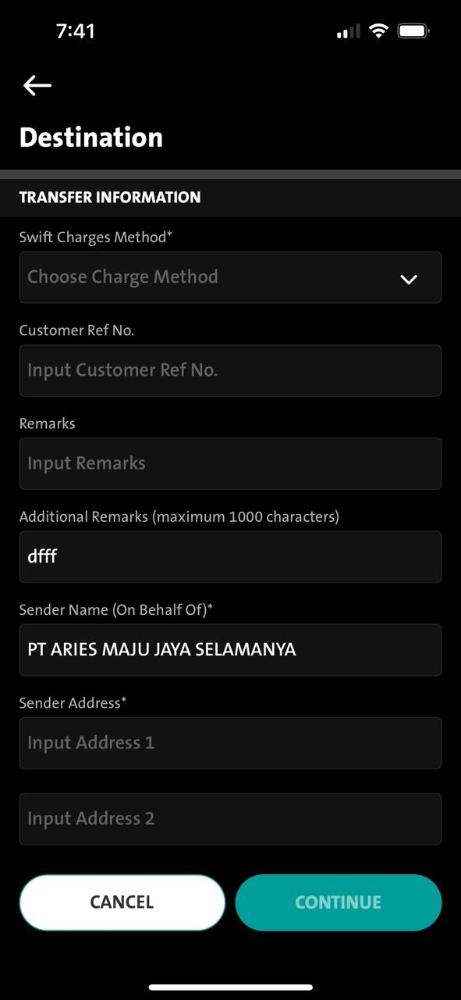 7:41
Destination
TRANSFER INFORMATION
Swift Charges Method*
Choose Charge Method
Customer Ref No.
Input Customer Ref No.
Remarks
Input Remarks
Additional Remarks (maximum 1000 characters)
dfff
Sender Name (On Behalf Of)*
PT ARIES MAJU JAYA SELAMANYA
Sender Address*
Input Address 1
Input Address 2
CANCEL CONTINUE